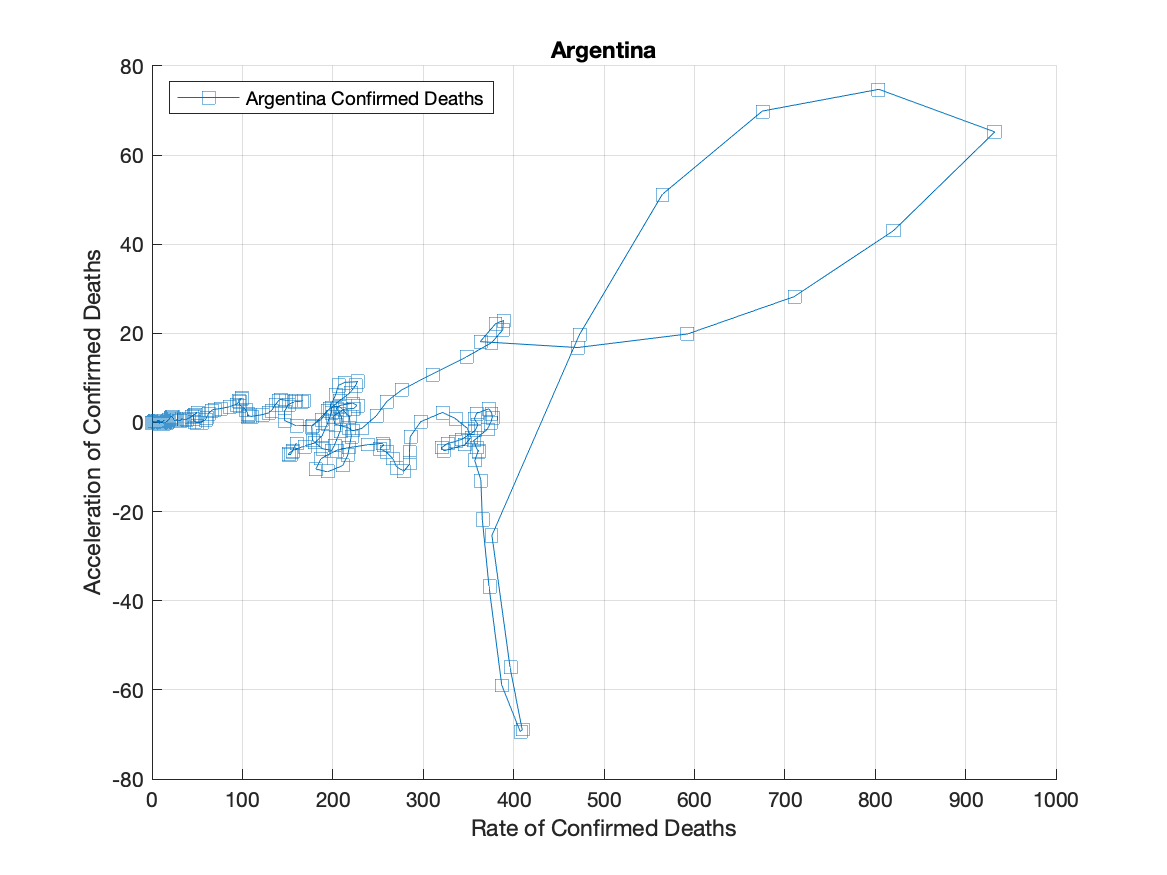 Argentina
Argentina Confirmed Deaths
80
60
40
20
0
-20
-40
-60
-80
Acceleration of Confirmed Deaths
0 100 200 300 400 500 600 700 800 900 1000
Rate of Confirmed Deaths